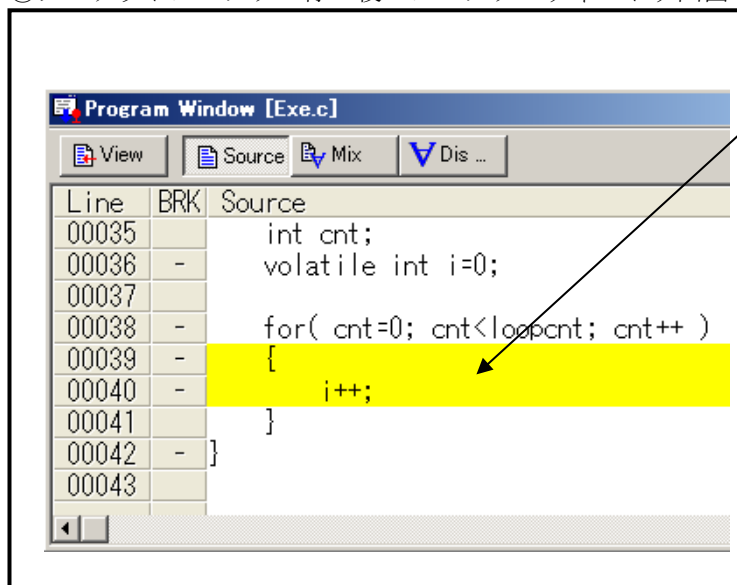 Program Window [Exe.c]
View Source Mix Dis ...
Line BRK Source
00035 int cnt;
00036 - volatile int i=0;
00037
00038 - for( cnt=0; cnt<loopcnt; cnt++ )
00039 - {
00040 - i++;
00041 }
00042 - }
00043